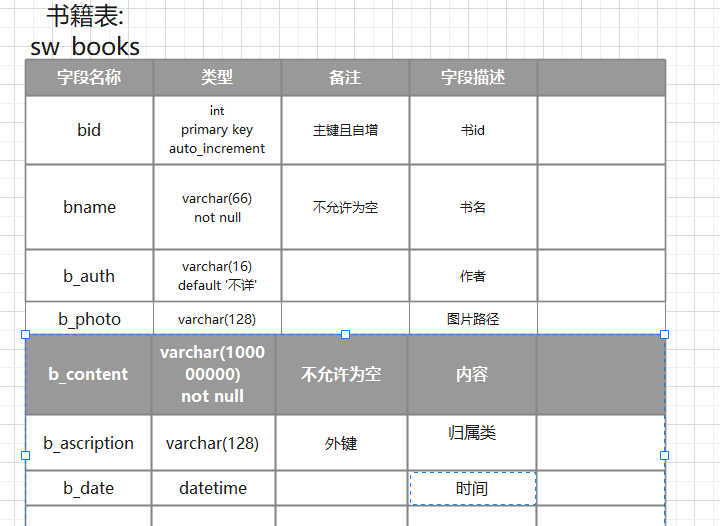 书籍表:
sw_books
字段名称 类型 备注 字段描述
bid int primary key auto_increment 主键且自增 书id
bname varchar(66) not null 不允许为空 书名
b_auth varchar(16) default '不详' 作者
b_photo varchar(128) 图片路径
b_content varchar(10000000) not null 不允许为空 内容
b_ascription varchar(128) 外键 归属类
b_date datetime 时间